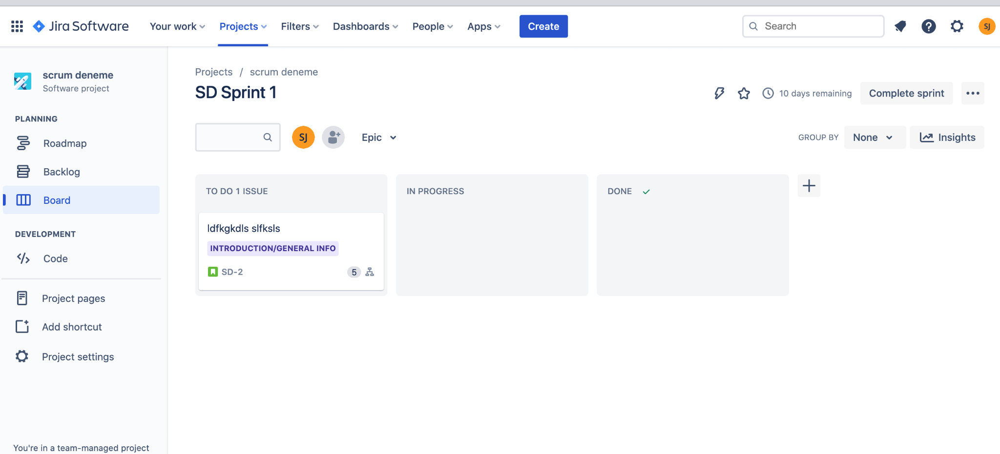 Jira Software Your work Projects Filters Dashboards People Apps Create Search SJ
scrum deneme
Software project
PLANNING
Roadmap
Backlog
Board
DEVELOPMENT
Code
Project pages
Add shortcut
Project settings
You're in a team-managed project
Projects / scrum deneme
SD Sprint 1
10 days remaining Complete sprint
SJ Epic GROUP BY None Insights
TO DO 1 ISSUE
ldfkgkdls slfksls
INTRODUCTION/GENERAL INFO
SD-2 5
IN PROGRESS
DONE